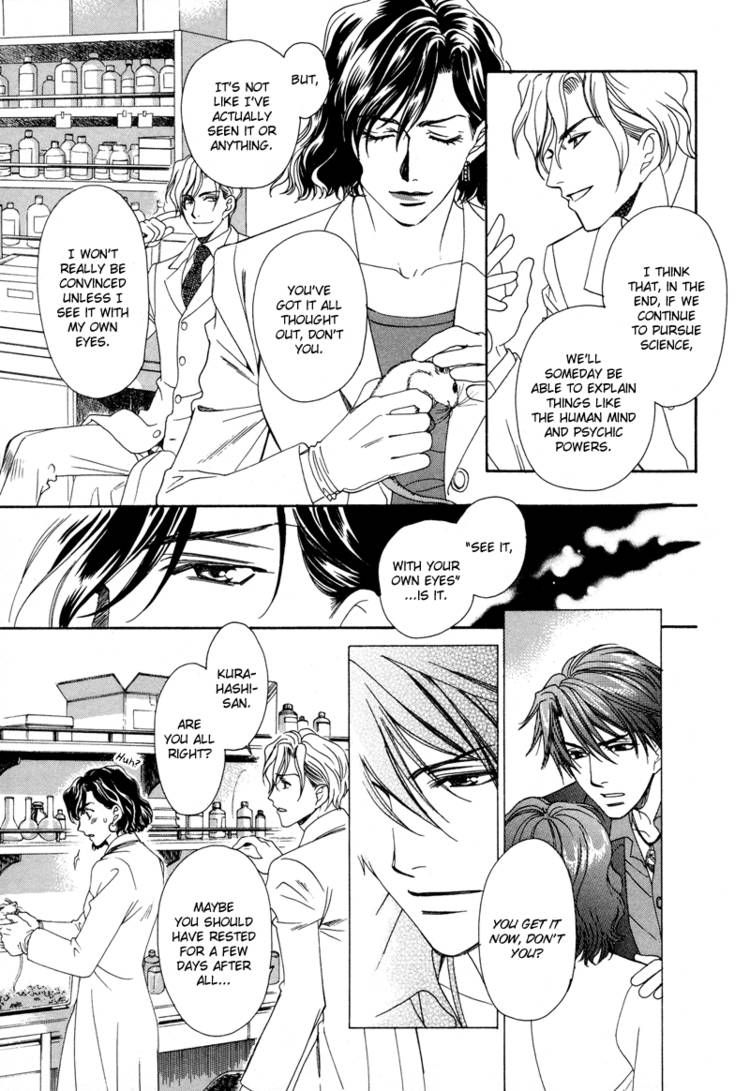 I THINK
THAT, IN THE
END, IF WE
CONTINUE
TO PURSUE
SCIENCE,
WE'LL
SOMEDAY BE
ABLE TO EXPLAIN
THINGS LIKE
THE HUMAN MIND
AND PSYCHIC
POWERS.
BUT,
IT'S NOT
LIKE I'VE
ACTUALLY
SEEN IT OR
ANYTHING.
YOU'VE
GOT IT ALL
THOUGHT
OUT, DON'T
YOU.
I WON'T
REALLY BE
CONVINCED
UNLESS I
SEE IT WITH
MY OWN
EYES.
"SEE IT,
WITH YOUR
OWN EYES"
...IS IT.
YOU GET IT
NOW, DON'T
YOU?
KURA-
HASHI-
SAN.
ARE
YOU ALL
RIGHT?
Huh?
MAYBE
YOU SHOULD
HAVE RESTED
FOR A FEW
DAYS AFTER
ALL...